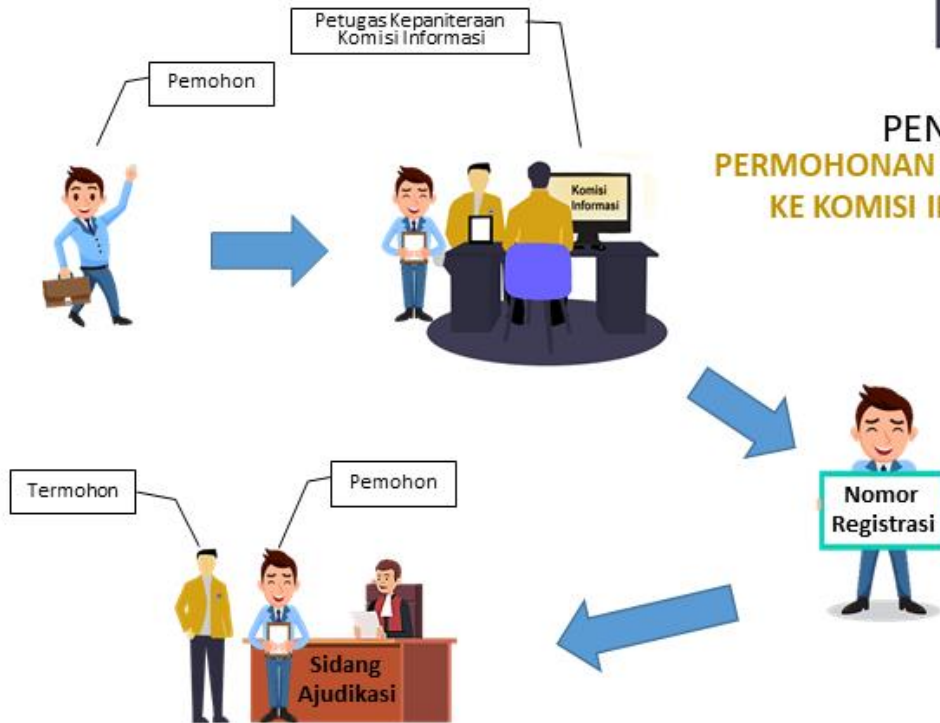 Petugas Kepaniteraan
Komisi Informasi
Pemohon
Komisi
Informasi
PERMOHONAN
KE KOMISI
Nomor
Registrasi
Termohon
Pemohon
Sidang
Ajudikasi